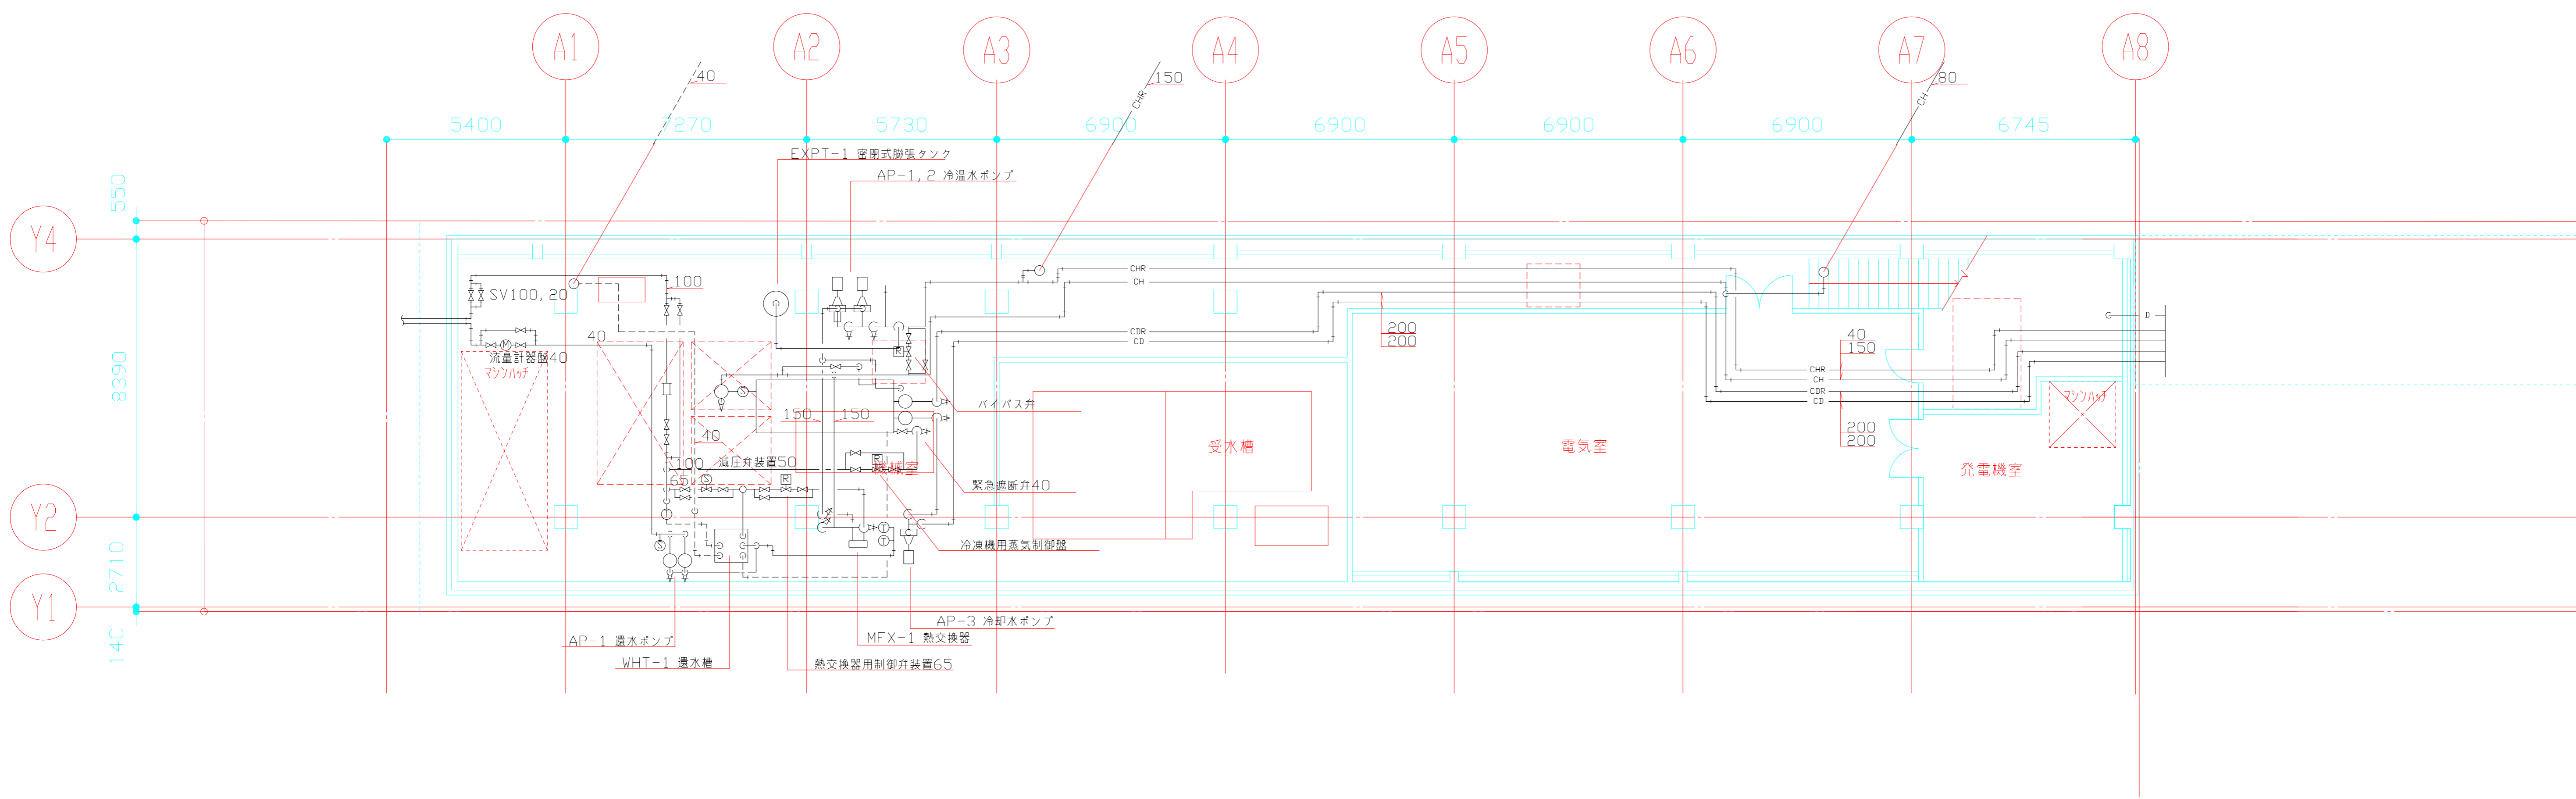 A1
A2
A3
A4
A5
A6
A7
A8
40
CHR
150
CH
80
5400
7270
5730
6900
6900
6900
6900
6745
EXPT-1 密閉式膨張タンク
AP-1,2 冷温水ポンプ
550
Y4
8390
Y2
2710
Y1
140
CHR
CH
CDR
CD
100
SV100,20
40
M
流量計器盤40
マシンハッチ
R
S
200
200
40
150
D
CHR
CH
CDR
CD
マシンハッチ
200
200
バイパス弁
150
150
40
受水槽
電気室
発電機室
100
減圧弁装置50
R
機械室
65
S
R
緊急遮断弁40
T
T
T
S
冷凍機用蒸気制御盤
AP-3 冷却水ポンプ
AP-1 還水ポンプ
MFX-1 熱交換器
WHT-1 還水槽
熱交換器用制御弁装置65